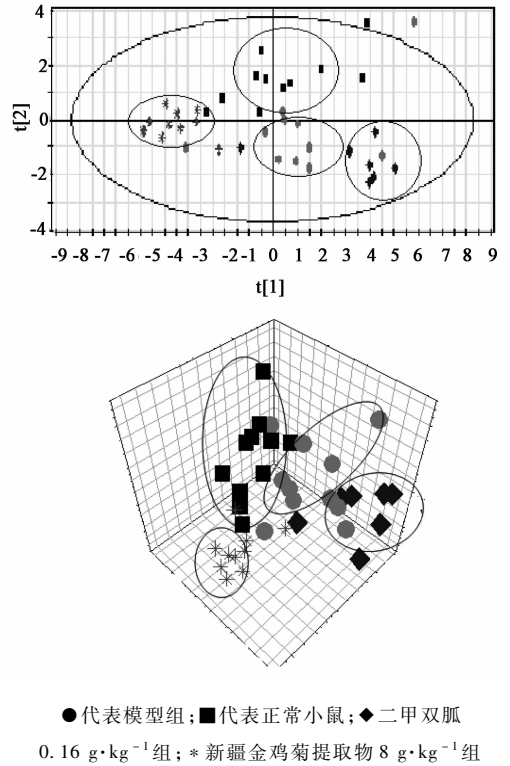 4
2
0
-2
-4
t[2]
-9 -8 -7 -6 -5 -4 -3 -2 -1 0 1 2 3 4 5 6 7 8 9
t[1]
●代表模型组;■代表正常小鼠;◆二甲双胍
0.16 g·kg⁻¹组;*新疆金鸡菊提取物 8 g·kg⁻¹组